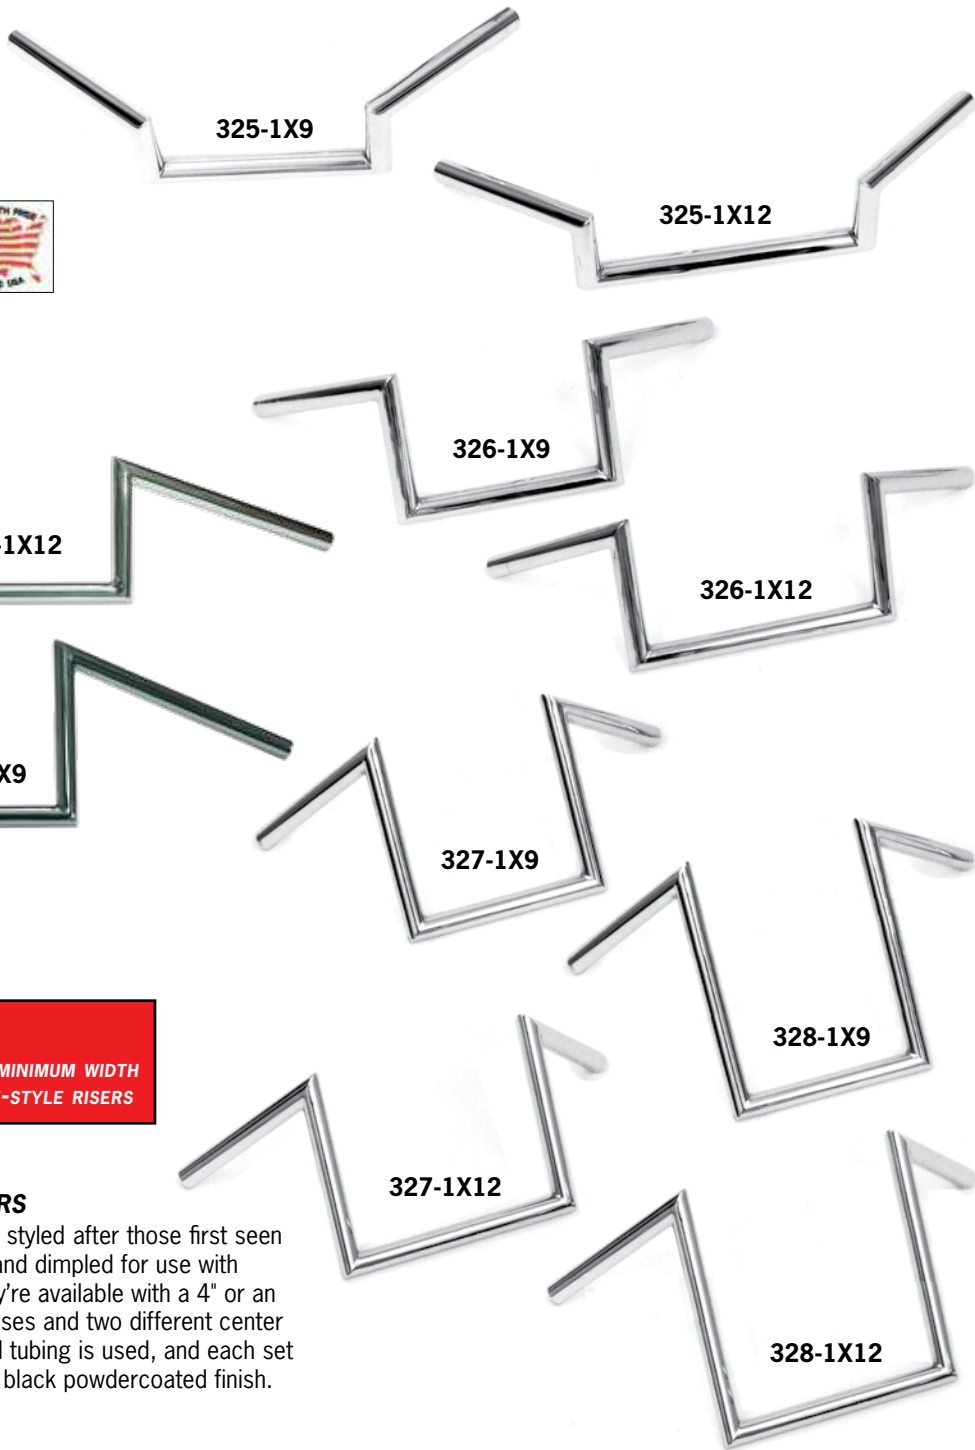 325-1X9
325-1X12
USA
326-1X9
-1X12
326-1X12
X9
327-1X9
328-1X9
MINIMUM WIDTH
-STYLE RISERS
327-1X12
RS
styled after those first seen
and dimpled for use with
y're available with a 4" or an
ses and two different center
tubing is used, and each set
black powdercoated finish.
328-1X12